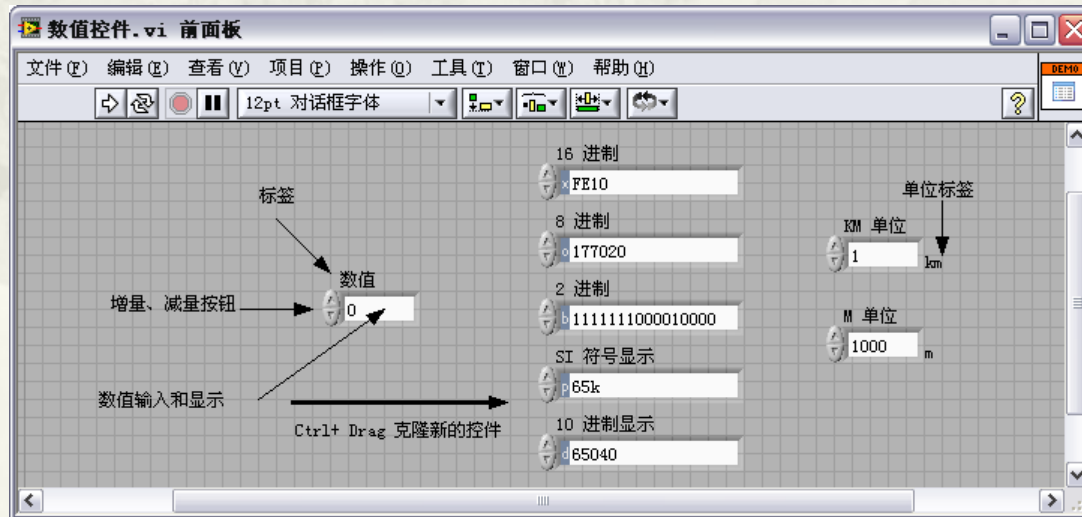 数值控件.vi 前面板
文件(F) 编辑(E) 查看(V) 项目(P) 操作(O) 工具(T) 窗口(W) 帮助(H)
DEMO
12pt 对话框字体
?
16 进制
x FE10
标签
单位标签
8 进制
KM 单位
o 177020
1 km
数值
2 进制
增量、减量按钮
0
b 1111111000010000
M 单位
SI 符号显示
1000 m
p 65k
数值输入和显示
10 进制显示
Ctrl+ Drag 克隆新的控件
d 65040